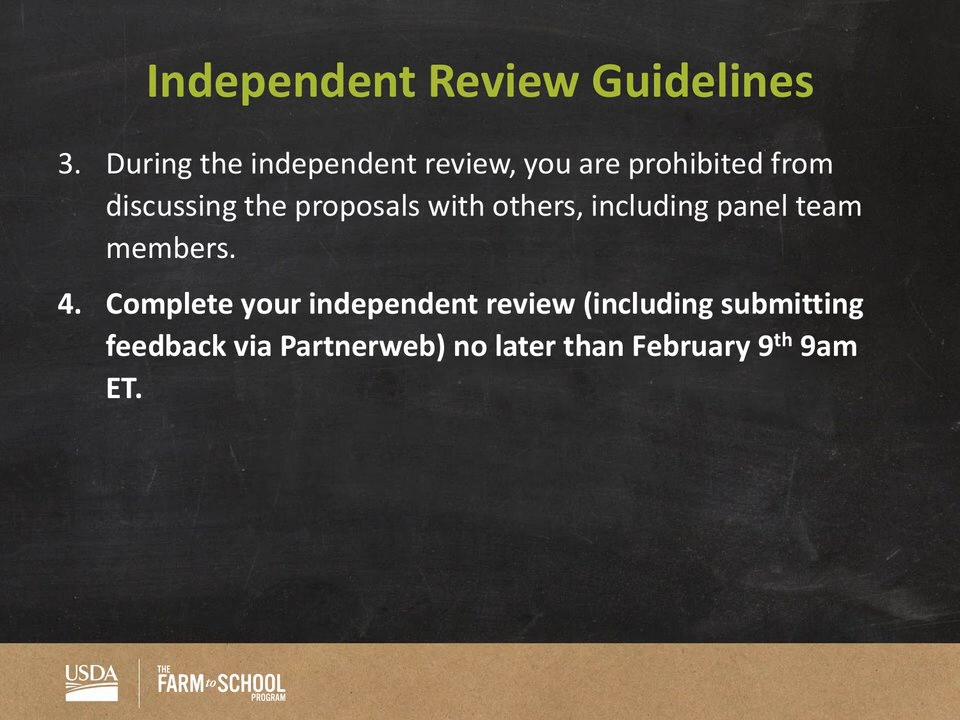 Independent Review Guidelines
3. During the independent review, you are prohibited from
discussing the proposals with others, including panel team
members.
4. Complete your independent review (including submitting
feedback via Partnerweb) no later than February 9th 9am
ET.
USDA
THE
FARM to SCHOOL
PROGRAM